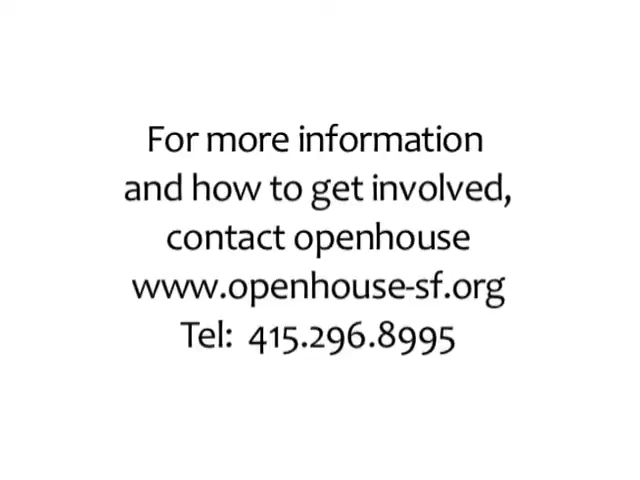 For more information
and how to get involved,
contact openhouse
www.openhouse-sf.org
Tel:  415.296.8995